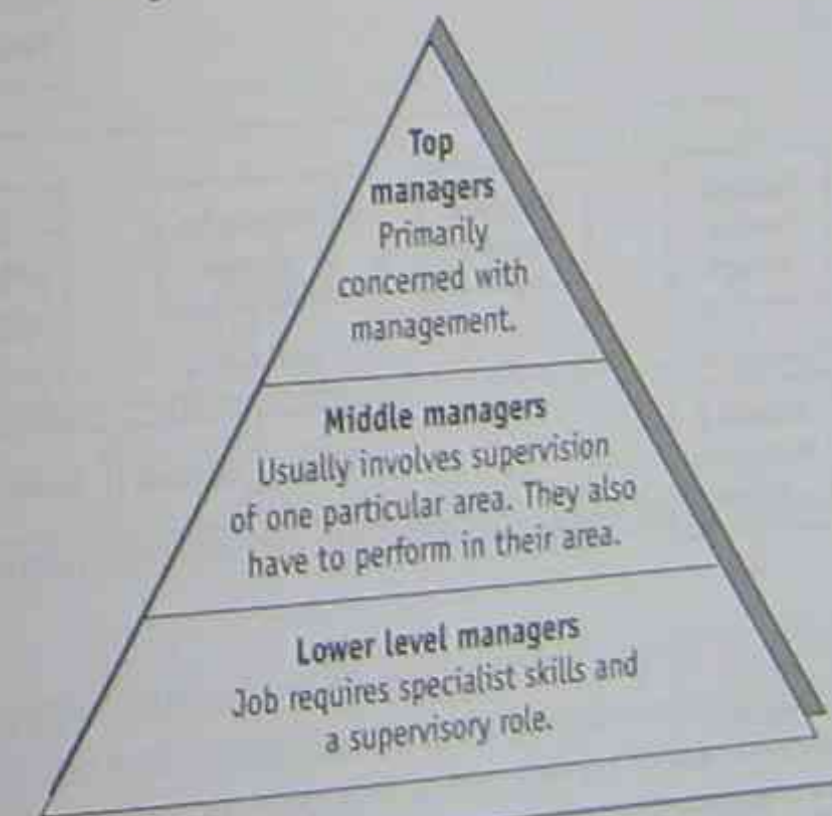 Top
managers
Primarily
concerned with
management.
Middle managers
Usually involves supervision
of one particular area. They also
have to perform in their area.
Lower level managers
Job requires specialist skills and
a supervisory role.